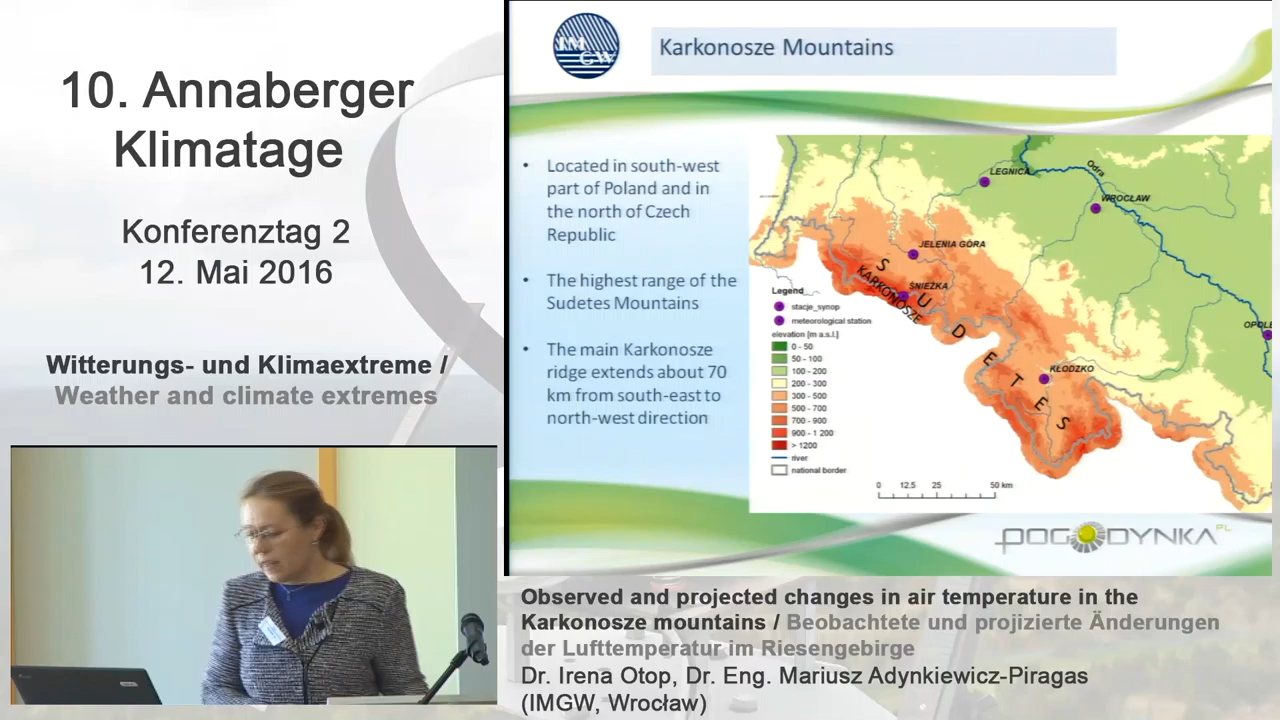 10. Annaberger
Klimatage
Konferenztag 2
12. Mai 2016
Witterungs- und Klimaextreme /
Weather and climate extremes
IM
GW
Karkonosze Mountains
• Located in south-west
part of Poland and in
the north of Czech
Republic
• The highest range of the
Sudetes Mountains
• The main Karkonosze
ridge extends about 70
km from south-east to
north-west direction
LEGNICA
Odra
WROCŁAW
JELENIA GÓRA
ŚNIEŻKA
KARKONOSZE
SUDETES
OPOLE
KŁODZKO
Legend
stacje_synop
meteorological station
elevation [m a.s.l.]
0 - 50
50 - 100
100 - 200
200 - 300
300 - 500
500 - 700
700 - 900
900 - 1 200
> 1200
river
national border
0 12,5 25 50 km
POGODYNKA.PL
Observed and projected changes in air temperature in the
Karkonosze mountains / Beobachtete und projizierte Änderungen
der Lufttemperatur im Riesengebirge
Dr. Irena Otop, Dr. Eng. Mariusz Adynkiewicz-Piragas
(IMGW, Wrocław)